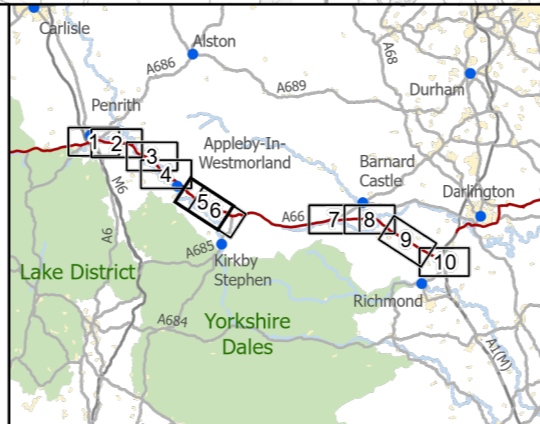 Carlisle
Alston
A686
A68
A689
Durham
Penrith
1
2
3
4
5
6
Appleby-In-
Westmorland
Barnard
Castle
Darlington
M6
A66
7
8
9
10
A6
A685
Kirkby
Stephen
Lake District
Richmond
A684
Yorkshire
Dales
A1(M)